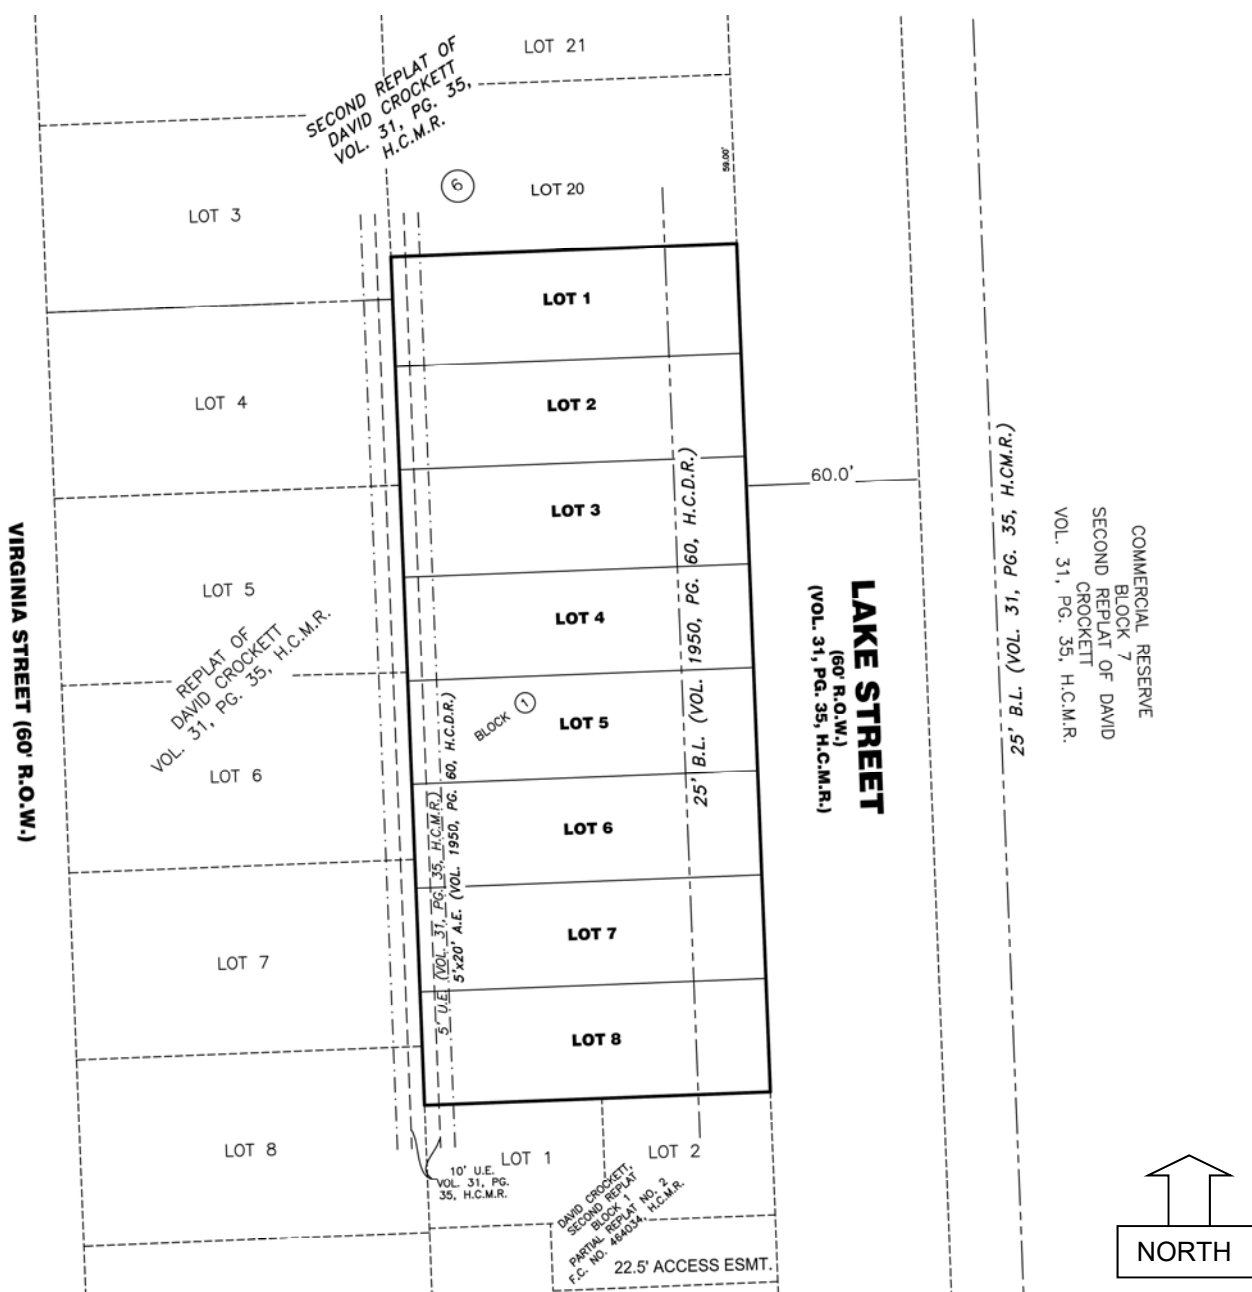 LOT 21
SECOND REPLAT OF
DAVID CROCKETT
VOL. 31, PG. 35,
H.C.M.R.
59.00'
6
LOT 20
LOT 3
LOT 1
LOT 4
LOT 2
60.0'
LOT 3
LOT 5
LOT 4
REPLAT OF
DAVID CROCKETT
VOL. 31, PG. 35, H.C.M.R.
LOT 6
BLOCK 1
LOT 5
LOT 6
LOT 7
LOT 7
LOT 8
LOT 8
VIRGINIA STREET (60' R.O.W.)
5' U.E. (VOL. 31, PG. 35, H.C.M.R.)
5'x20' A.E. (VOL. 1950, PG. 60, H.C.D.R.)
25' B.L. (VOL. 1950, PG. 60, H.C.D.R.)
LAKE STREET
(60' R.O.W.)
(VOL. 31, PG. 35, H.C.M.R.)
25' B.L. (VOL. 31, PG. 35, H.CM.R.)
COMMERCIAL RESERVE
BLOCK 7
SECOND REPLAT OF DAVID
CROCKETT
VOL. 31, PG. 35, H.C.M.R.
10' U.E.
VOL. 31, PG.
35, H.C.M.R.
LOT 1
LOT 2
DAVID CROCKETT,
SECOND REPLAT
BLOCK 1
PARTIAL REPLAT NO. 2
F.C. NO. 464034, H.C.M.R.
22.5' ACCESS ESMT.
NORTH